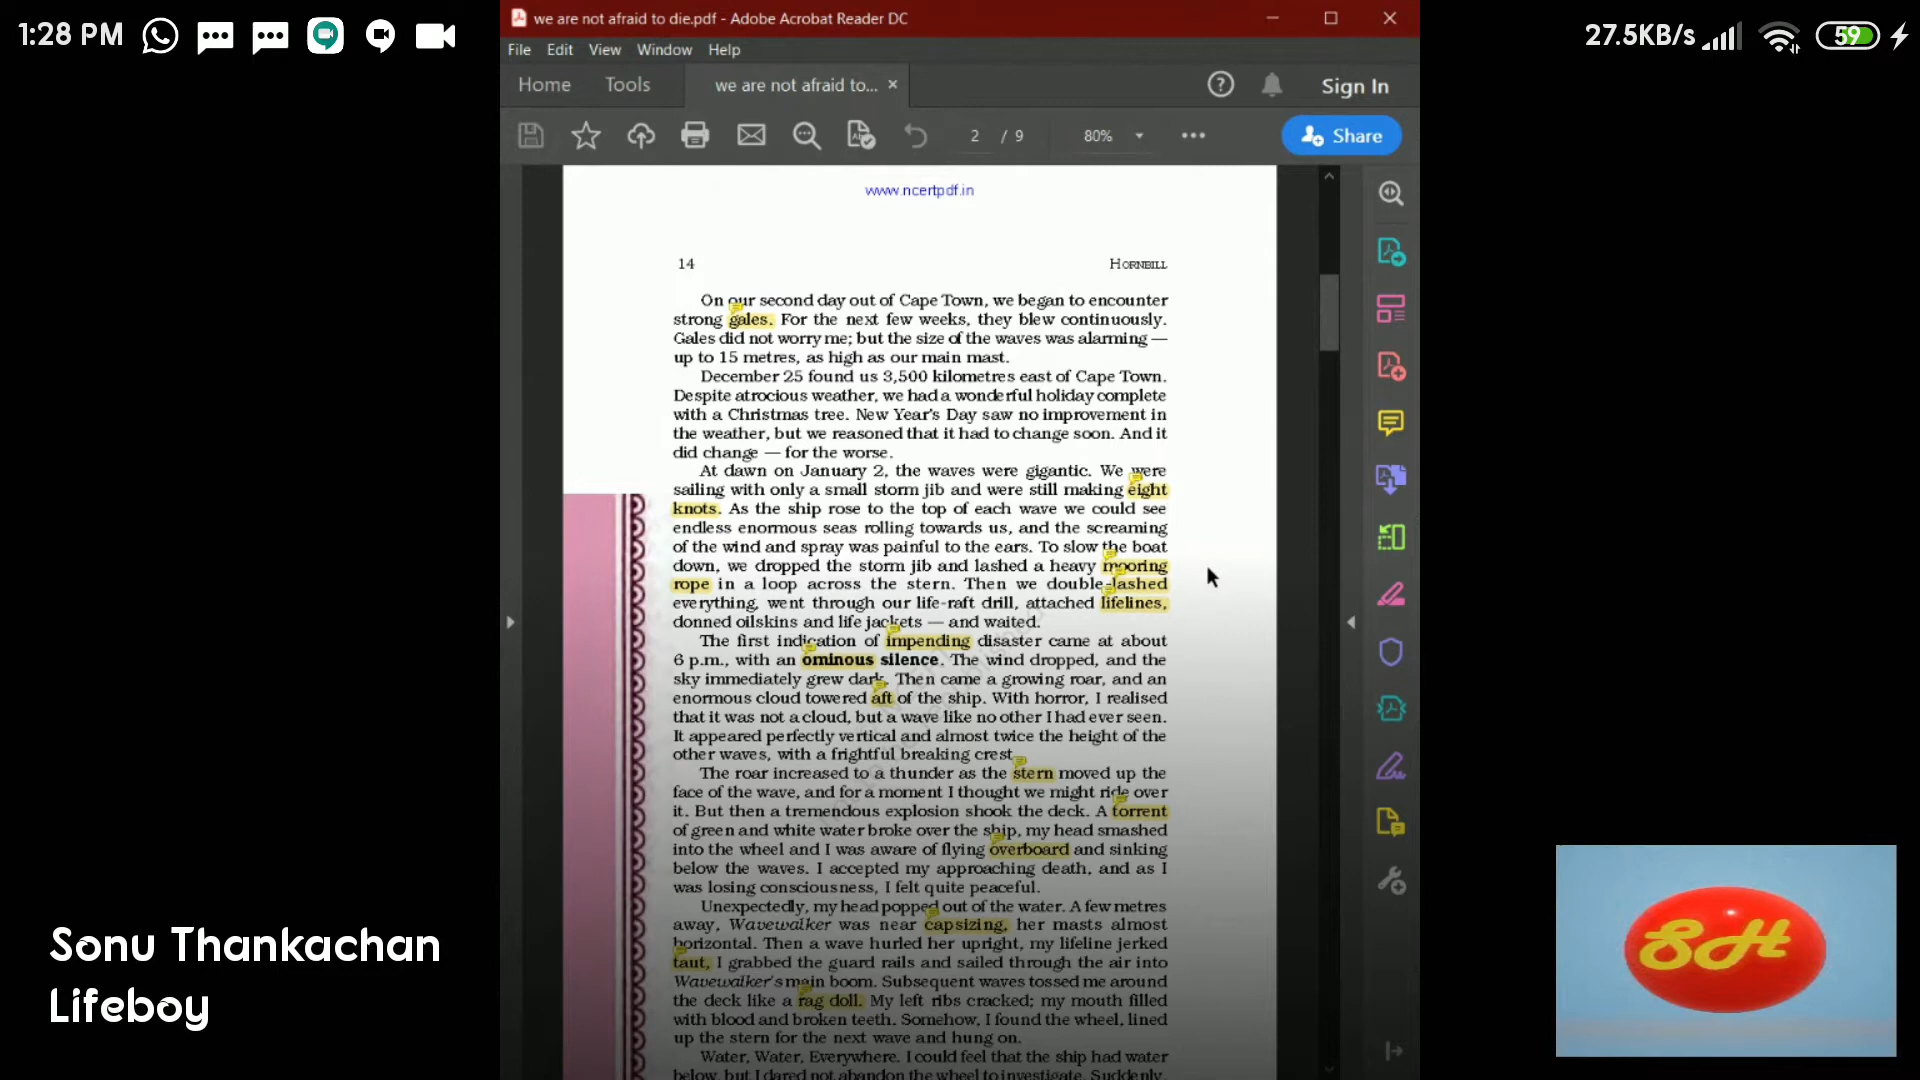 1:28 PM
27.5KB/s
59
we are not afraid to die.pdf - Adobe Acrobat Reader DC
File Edit View Window Help
Home Tools we are not afraid to... × Sign In
2 / 9 80% Share
www.ncertpdf.in
14 HORNBILL
On our second day out of Cape Town, we began to encounter
strong gales. For the next few weeks, they blew continuously.
Gales did not worry me; but the size of the waves was alarming —
up to 15 metres, as high as our main mast.
December 25 found us 3,500 kilometres east of Cape Town.
Despite atrocious weather, we had a wonderful holiday complete
with a Christmas tree. New Year's Day saw no improvement in
the weather, but we reasoned that it had to change soon. And it
did change — for the worse.
At dawn on January 2, the waves were gigantic. We were
sailing with only a small storm jib and were still making eight
knots. As the ship rose to the top of each wave we could see
endless enormous seas rolling towards us, and the screaming
of the wind and spray was painful to the ears. To slow the boat
down, we dropped the storm jib and lashed a heavy mooring
rope in a loop across the stern. Then we double-lashed
everything, went through our life-raft drill, attached lifelines,
donned oilskins and life jackets — and waited.
The first indication of impending disaster came at about
6 p.m., with an ominous silence. The wind dropped, and the
sky immediately grew dark. Then came a growing roar, and an
enormous cloud towered aft of the ship. With horror, I realised
that it was not a cloud, but a wave like no other I had ever seen.
It appeared perfectly vertical and almost twice the height of the
other waves, with a frightful breaking crest.
The roar increased to a thunder as the stern moved up the
face of the wave, and for a moment I thought we might ride over
it. But then a tremendous explosion shook the deck. A torrent
of green and white water broke over the ship, my head smashed
into the wheel and I was aware of flying overboard and sinking
below the waves. I accepted my approaching death, and as I
was losing consciousness, I felt quite peaceful.
Unexpectedly, my head popped out of the water. A few metres
away, Wavewalker was near capsizing, her masts almost
horizontal. Then a wave hurled her upright, my lifeline jerked
taut, I grabbed the guard rails and sailed through the air into
Wavewalker's main boom. Subsequent waves tossed me around
the deck like a rag doll. My left ribs cracked; my mouth filled
with blood and broken teeth. Somehow, I found the wheel, lined
up the stern for the next wave and hung on.
Water, Water, Everywhere. I could feel that the ship had water
below, but I dared not abandon the wheel to investigate. Suddenly,
Sonu Thankachan
Lifeboy
SH